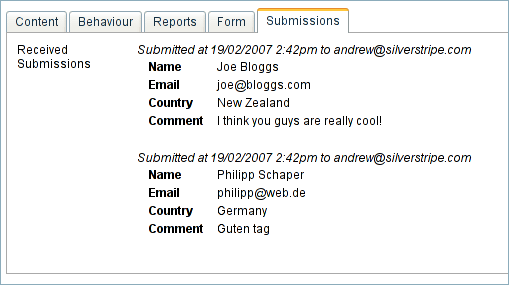 Content Behaviour Reports Form Submissions
Received Submissions
Submitted at 19/02/2007 2:42pm to andrew@silverstripe.com
Name Joe Bloggs
Email joe@bloggs.com
Country New Zealand
Comment I think you guys are really cool!
Submitted at 19/02/2007 2:42pm to andrew@silverstripe.com
Name Philipp Schaper
Email philipp@web.de
Country Germany
Comment Guten tag